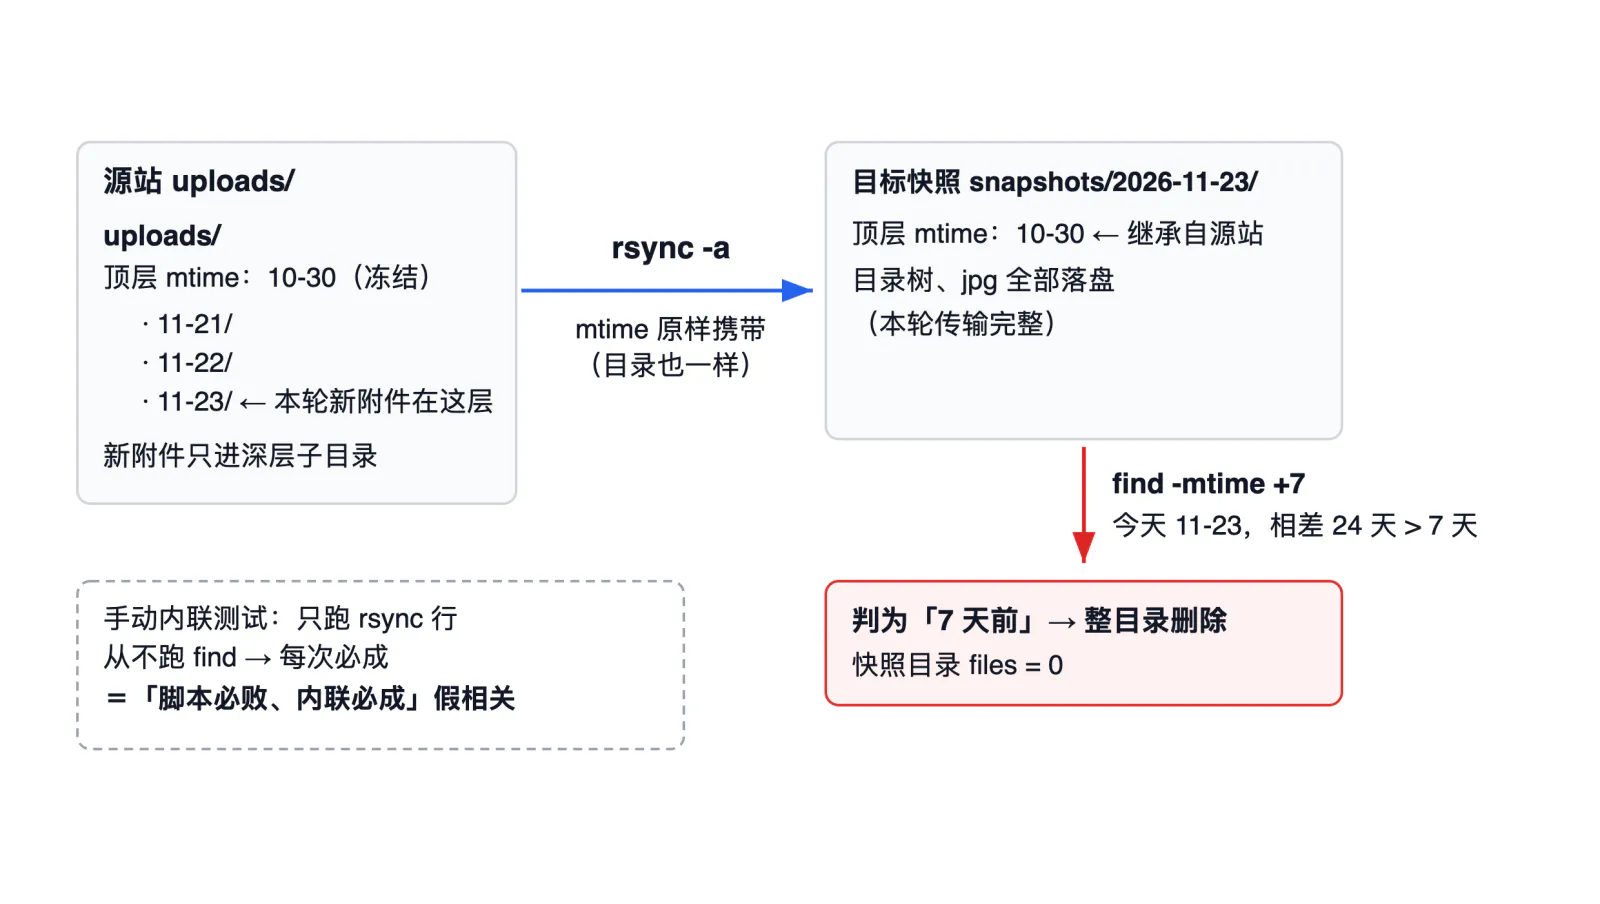 源站 uploads/
uploads/
顶层 mtime：10-30（冻结）
· 11-21/
· 11-22/
· 11-23/ ← 本轮新附件在这层
新附件只进深层子目录
rsync -a
mtime 原样携带
（目录也一样）
目标快照 snapshots/2026-11-23/
顶层 mtime：10-30 ← 继承自源站
目录树、jpg 全部落盘
（本轮传输完整）
find -mtime +7
今天 11-23，相差 24 天 > 7 天
判为「7 天前」→ 整目录删除
快照目录 files = 0
手动内联测试：只跑 rsync 行
从不跑 find → 每次必成
＝「脚本必败、内联必成」假相关